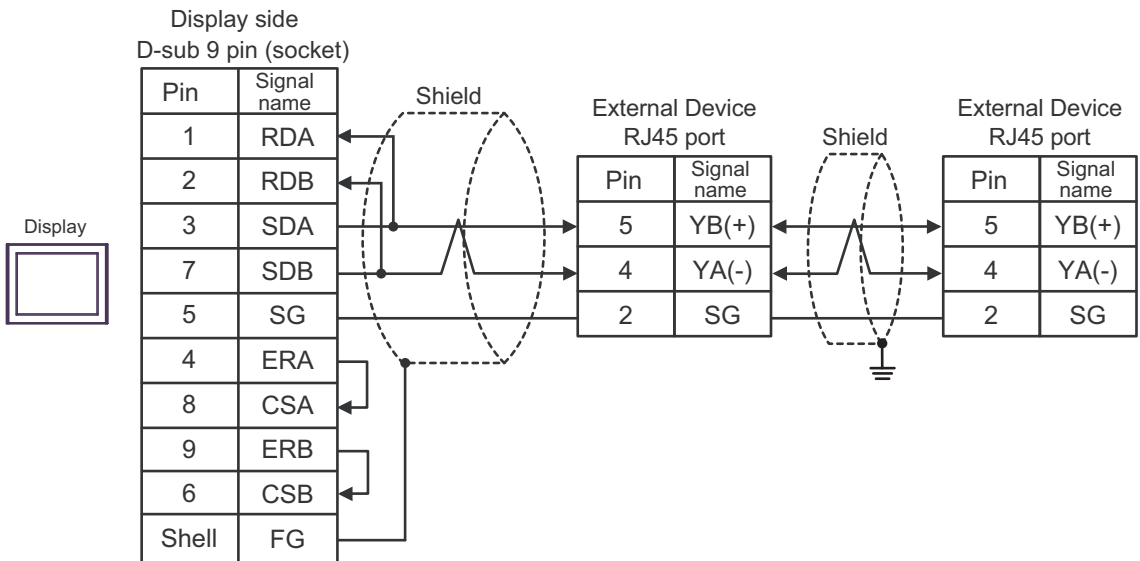 Display side
D-sub 9 pin (socket)
Pin Signal name
1 RDA
2 RDB
3 SDA
7 SDB
5 SG
4 ERA
8 CSA
9 ERB
6 CSB
Shell FG
Display
Shield
External Device
RJ45 port
Pin Signal name
5 YB(+)
4 YA(-)
2 SG
Shield
External Device
RJ45 port
Pin Signal name
5 YB(+)
4 YA(-)
2 SG